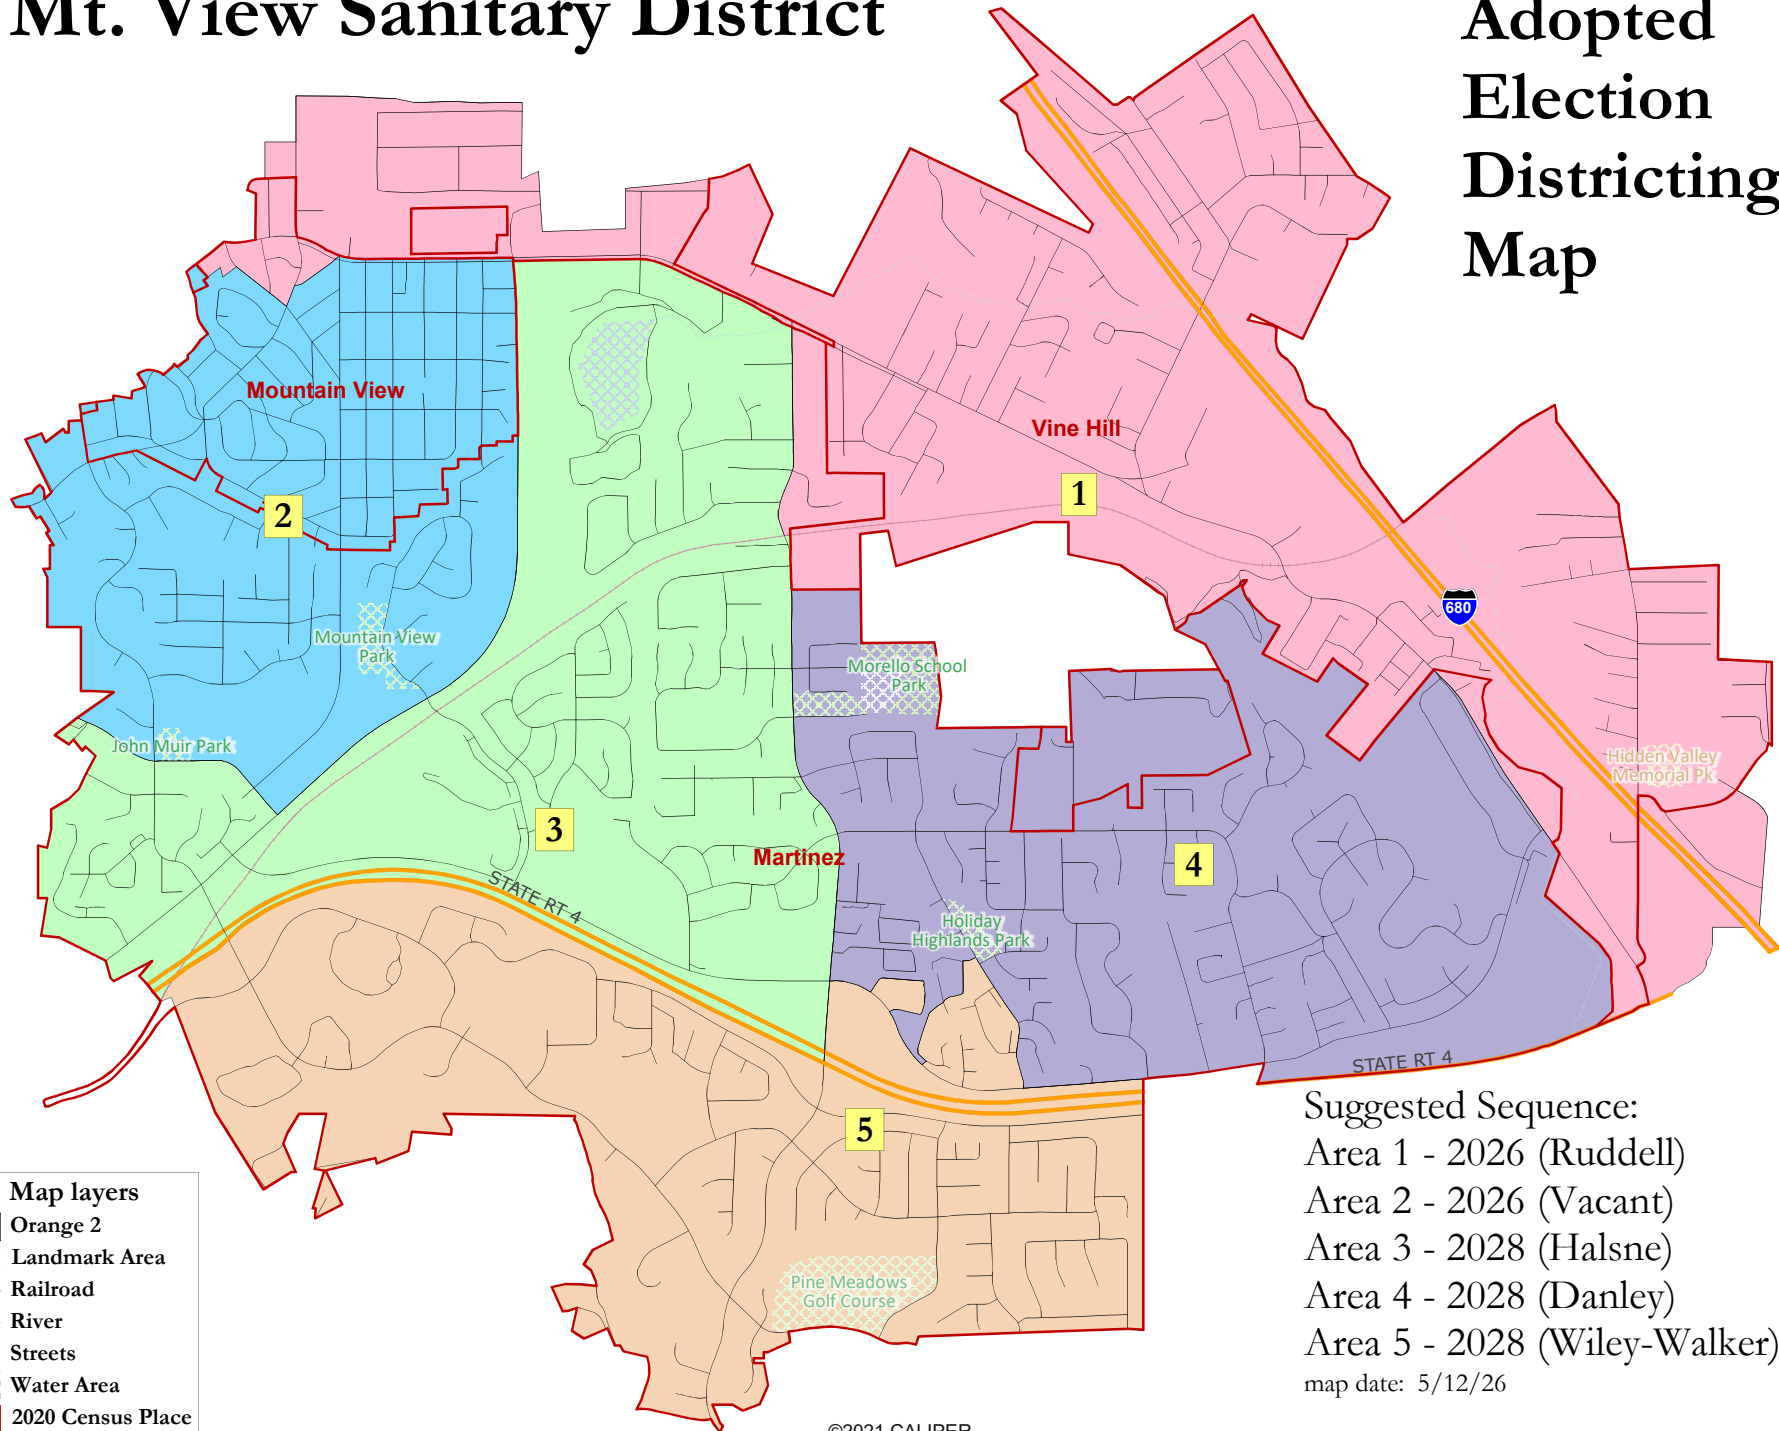 Mt. View Sanitary District
Adopted
Election
Districting
Map
Mountain View
Vine Hill
1
2
680
Mountain View
Park
Morello School
Park
John Muir Park
Hidden Valley
Memorial Pk
3
Martinez
4
STATE RT 4
Holiday
Highlands Park
STATE RT 4
5
Pine Meadows
Golf Course
Suggested Sequence:
Area 1 - 2026 (Ruddell)
Area 2 - 2026 (Vacant)
Area 3 - 2028 (Halsne)
Area 4 - 2028 (Danley)
Area 5 - 2028 (Wiley-Walker)
map date: 5/12/26
Map layers
Orange 2
Landmark Area
Railroad
River
Streets
Water Area
2020 Census Place
©2021 CALIPER